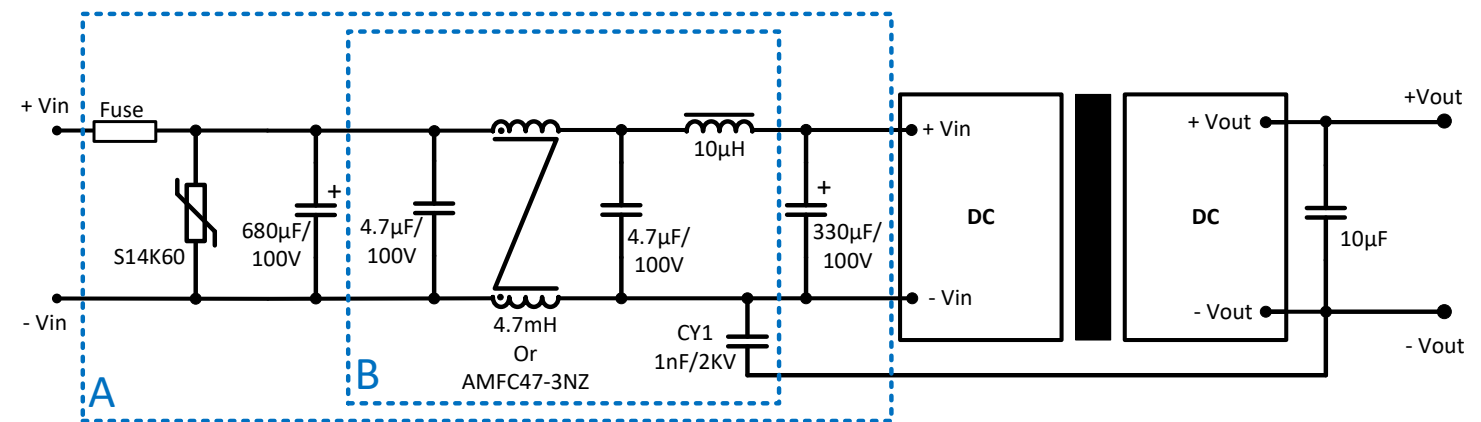 + Vin
Fuse
S14K60
- Vin
+
680µF/
100V
4.7µF/
100V
4.7mH
Or
AMFC47-3NZ
4.7µF/
100V
10µH
+
330µF/
100V
CY1
1nF/2KV
A
B
+ Vin
DC
- Vin
+ Vout
DC
- Vout
+Vout
10µF
- Vout